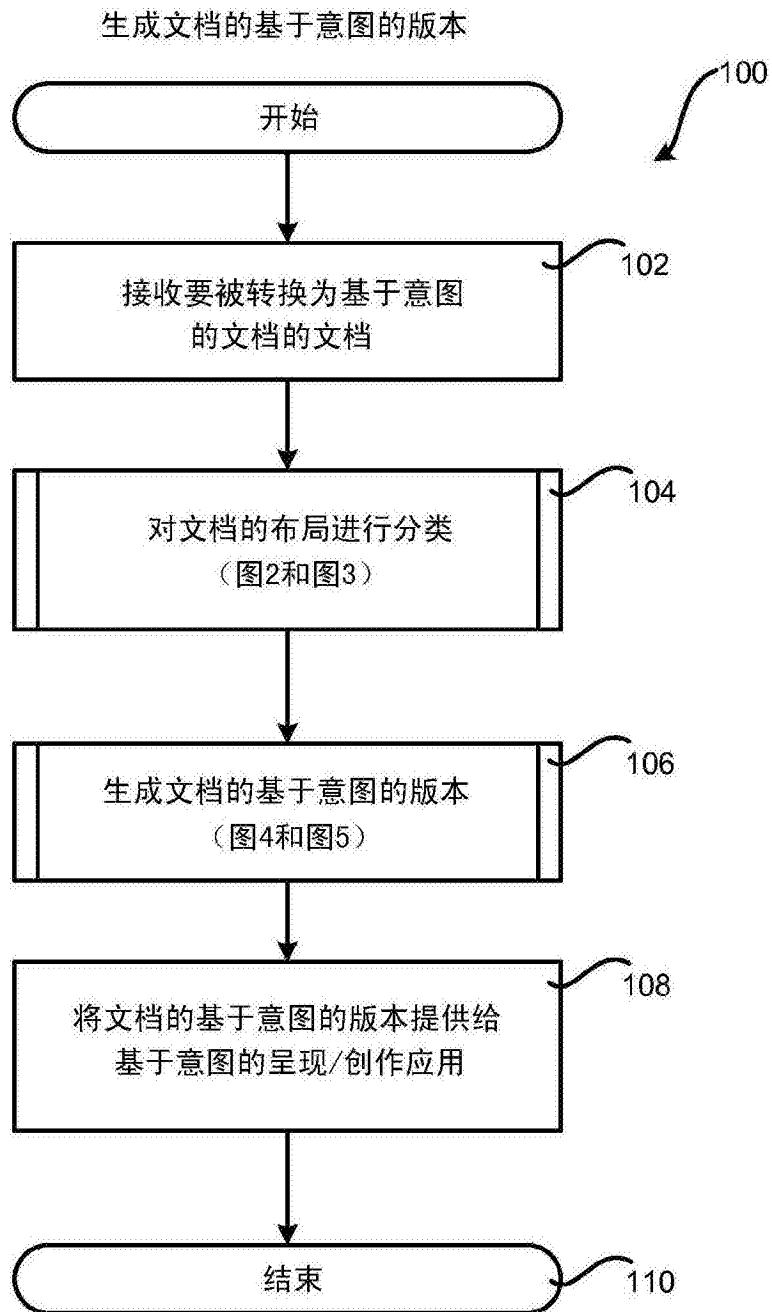 生成文档的基于意图的版本
100
开始
102
接收要被转换为基于意图
的文档的文档
104
对文档的布局进行分类
（图2和图3）
106
生成文档的基于意图的版本
（图4和图5）
108
将文档的基于意图的版本提供给
基于意图的呈现/创作应用
结束
110